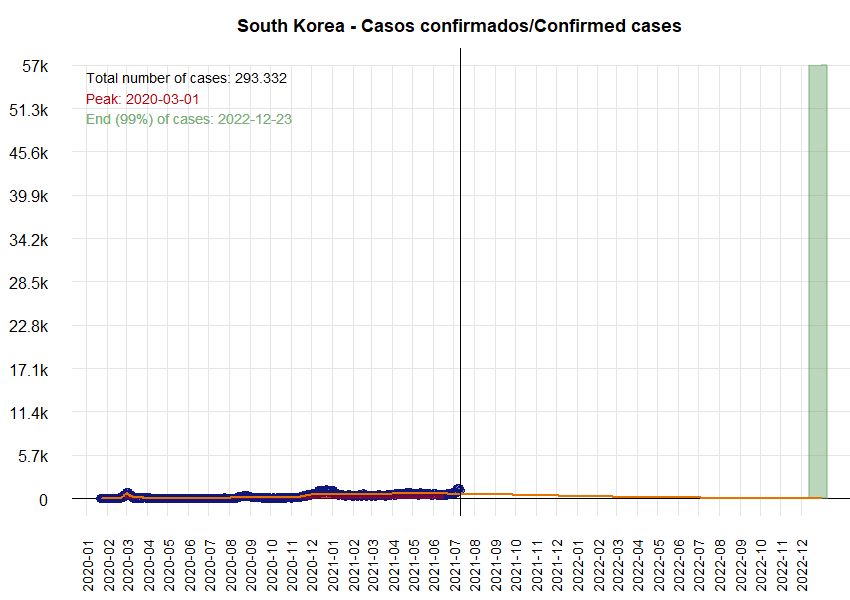 South Korea - Casos confirmados/Confirmed cases
57k
Total number of cases: 293.332
Peak: 2020-03-01
End (99%) of cases: 2022-12-23
51.3k
45.6k
39.9k
34.2k
28.5k
22.8k
17.1k
11.4k
5.7k
0
2020-01
2020-02
2020-03
2020-04
2020-05
2020-06
2020-07
2020-08
2020-09
2020-10
2020-11
2020-12
2021-01
2021-02
2021-03
2021-04
2021-05
2021-06
2021-07
2021-08
2021-09
2021-10
2021-11
2021-12
2022-01
2022-02
2022-03
2022-04
2022-05
2022-06
2022-07
2022-08
2022-09
2022-10
2022-11
2022-12